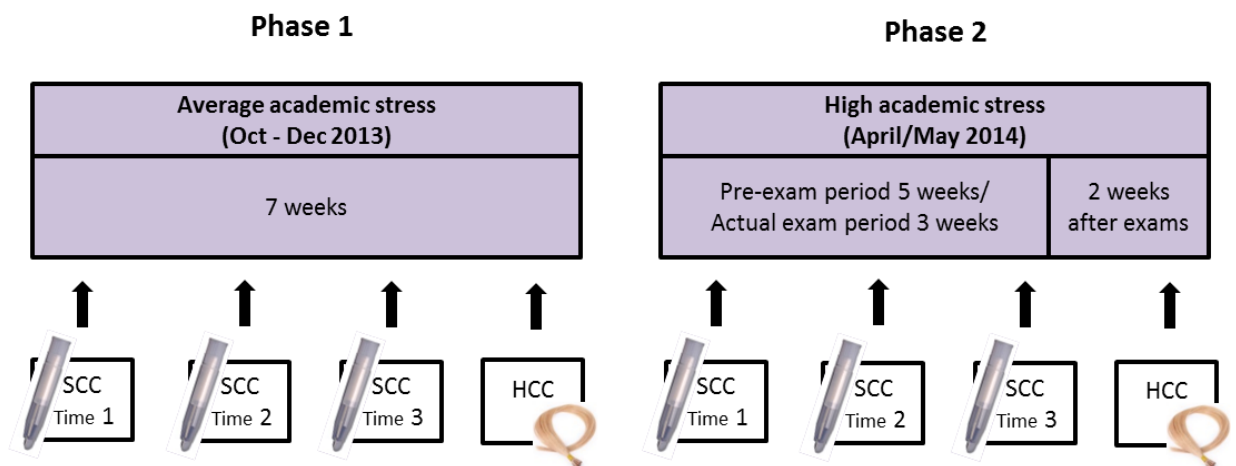 Phase 1
Average academic stress
(Oct - Dec 2013)
7 weeks
SCC
Time 1
SCC
Time 2
SCC
Time 3
HCC
Phase 2
High academic stress
(April/May 2014)
Pre-exam period 5 weeks/
Actual exam period 3 weeks
2 weeks
after exams
SCC
Time 1
SCC
Time 2
SCC
Time 3
HCC